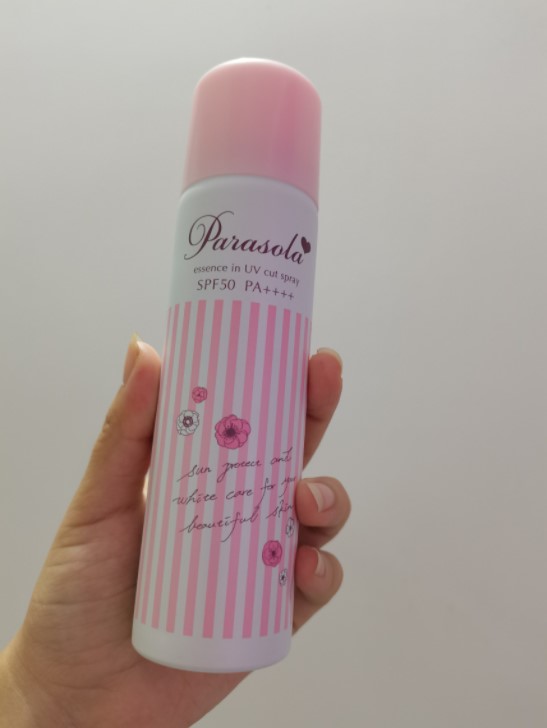 Parasola
essence in UV cut spray
SPF50 PA++++
sun protect and
white care for your
beautiful skin